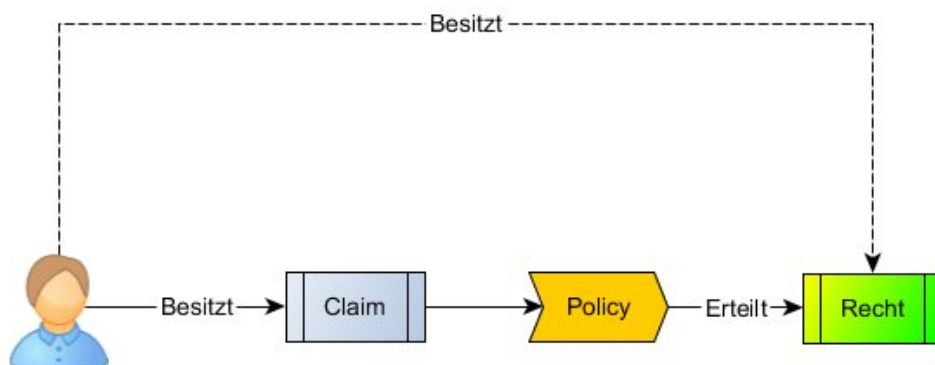 Besitzt
Besitzt
Claim
Policy
Erteilt
Recht